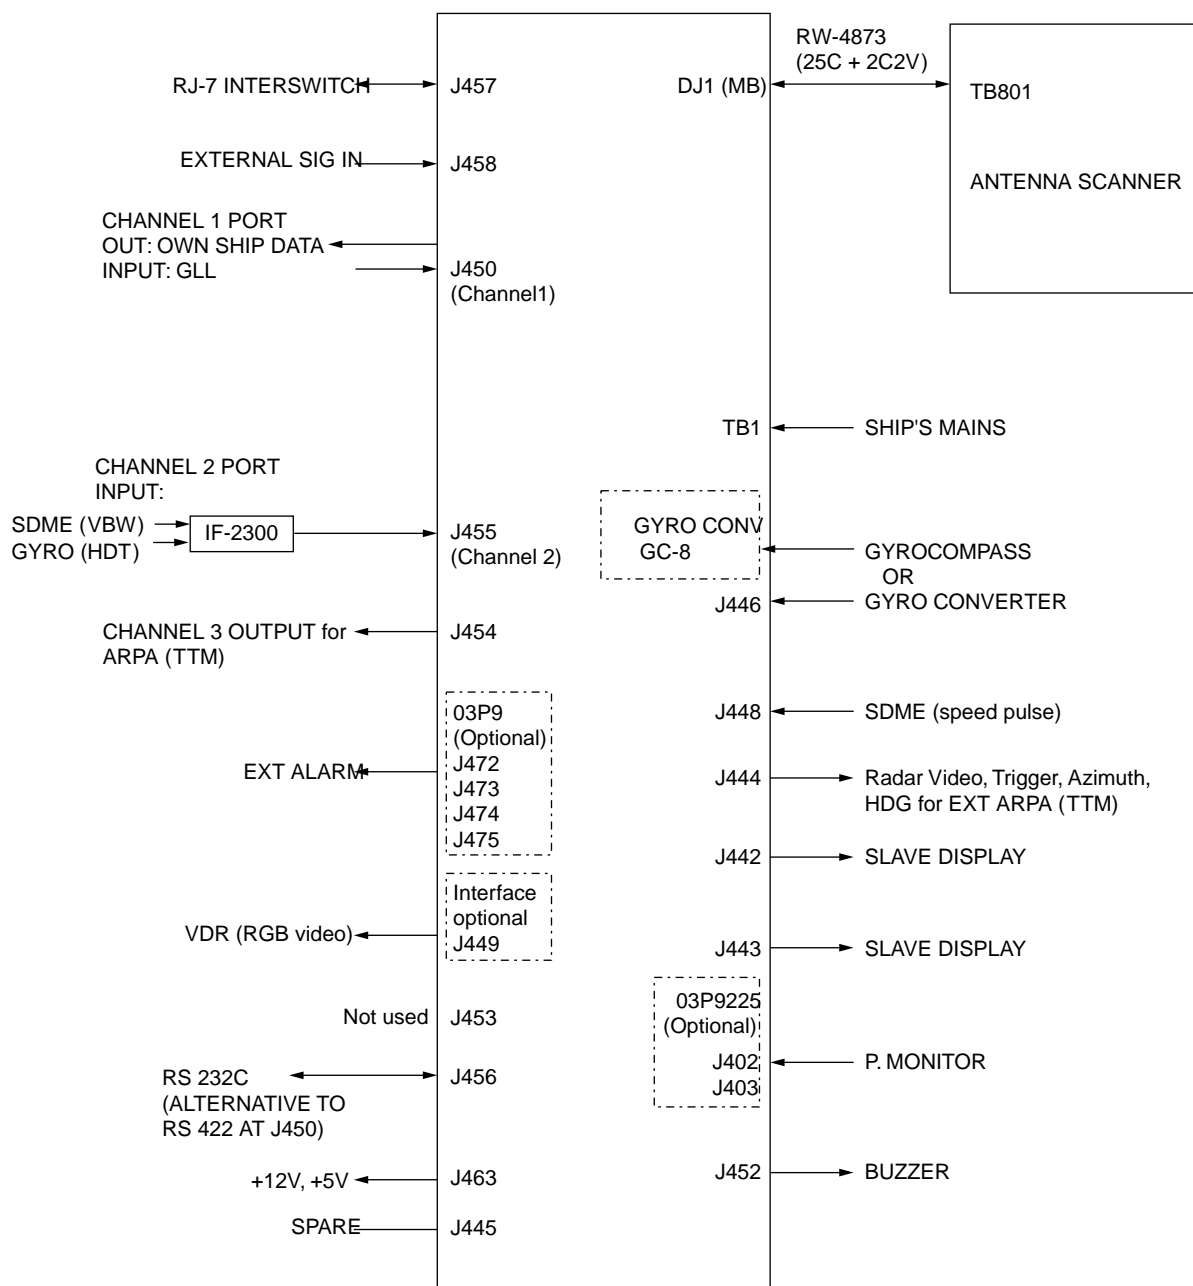 RJ-7 INTERSWITCH
J457
EXTERNAL SIG IN
J458
CHANNEL 1 PORT
OUT: OWN SHIP DATA
INPUT: GLL
J450
(Channel1)
CHANNEL 2 PORT
INPUT:
SDME (VBW)
GYRO (HDT)
IF-2300
J455
(Channel 2)
CHANNEL 3 OUTPUT for
ARPA (TTM)
J454
EXT ALARM
03P9
(Optional)
J472
J473
J474
J475
VDR (RGB video)
Interface
optional
J449
Not used
J453
RS 232C
(ALTERNATIVE TO
RS 422 AT J450)
J456
+12V, +5V
J463
SPARE
J445
DJ1 (MB)
RW-4873
(25C + 2C2V)
TB801
ANTENNA SCANNER
TB1
SHIP'S MAINS
GYRO CONV
GC-8
GYROCOMPASS
OR
J446
GYRO CONVERTER
J448
SDME (speed pulse)
J444
Radar Video, Trigger, Azimuth,
HDG for EXT ARPA (TTM)
J442
SLAVE DISPLAY
J443
SLAVE DISPLAY
03P9225
(Optional)
J402
J403
P. MONITOR
J452
BUZZER